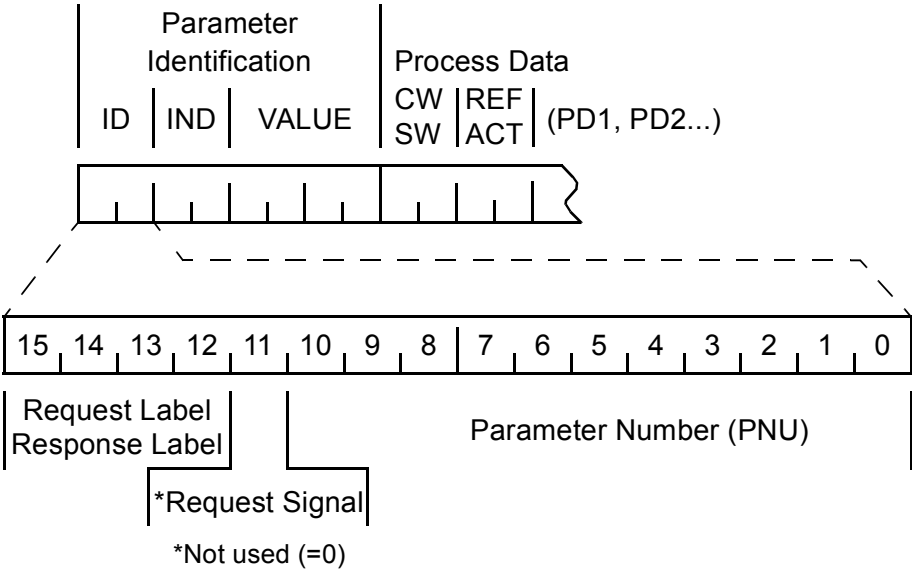 Parameter
Identification
Process Data
ID IND VALUE
CW REF
SW ACT
(PD1, PD2...)
15 14 13 12 11 10 9 8 7 6 5 4 3 2 1 0
Request Label
Response Label
Parameter Number (PNU)
*Request Signal
*Not used (=0)